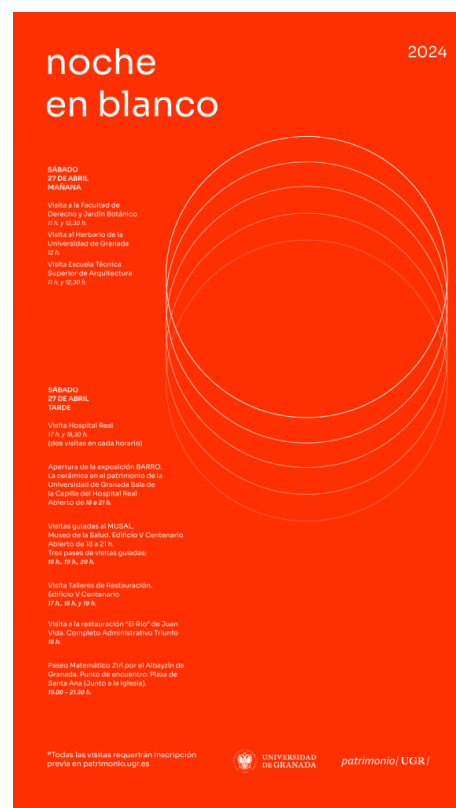 noche
en blanco
2024
SÁBADO
27 DE ABRIL
MAÑANA
Visita a la Facultad de
Derecho y Jardín Botánico
11 h. y 12,30 h.
Visita al Herbario de la
Universidad de Granada
12 h.
Visita Escuela Técnica
Superior de Arquitectura
11 h. y 12,30 h.
SÁBADO
27 DE ABRIL
TARDE
Visita Hospital Real
17 h. y 18,30 h.
(dos visitas en cada horario)
Apertura de la exposición BARRO.
La cerámica en el patrimonio de la
Universidad de Granada Sala de
la Capilla del Hospital Real
Abierto de 18 a 21 h.
Visitas guiadas al MUSAL,
Museo de la Salud. Edificio V Centenario
Abierto de 18 a 21 h.
Tres pases de visitas guiadas:
18 h., 19 h., 20 h.
Visita Talleres de Restauración.
Edificio V Centenario
17 h., 18 h. y 19 h.
Visita a la restauración "El Río" de Juan
Vida. Completo Administrativo Triunfo
18 h.
Paseo Matemático Zirí por el Albayzín de
Granada. Punto de encuentro: Plaza de
Santa Ana (Junto a la iglesia).
19.00 – 21.30 h.
*Todas las visitas requerirán inscripción
previa en patrimonio.ugr.es
UNIVERSIDAD
DE GRANADA
patrimonio/ UGR/